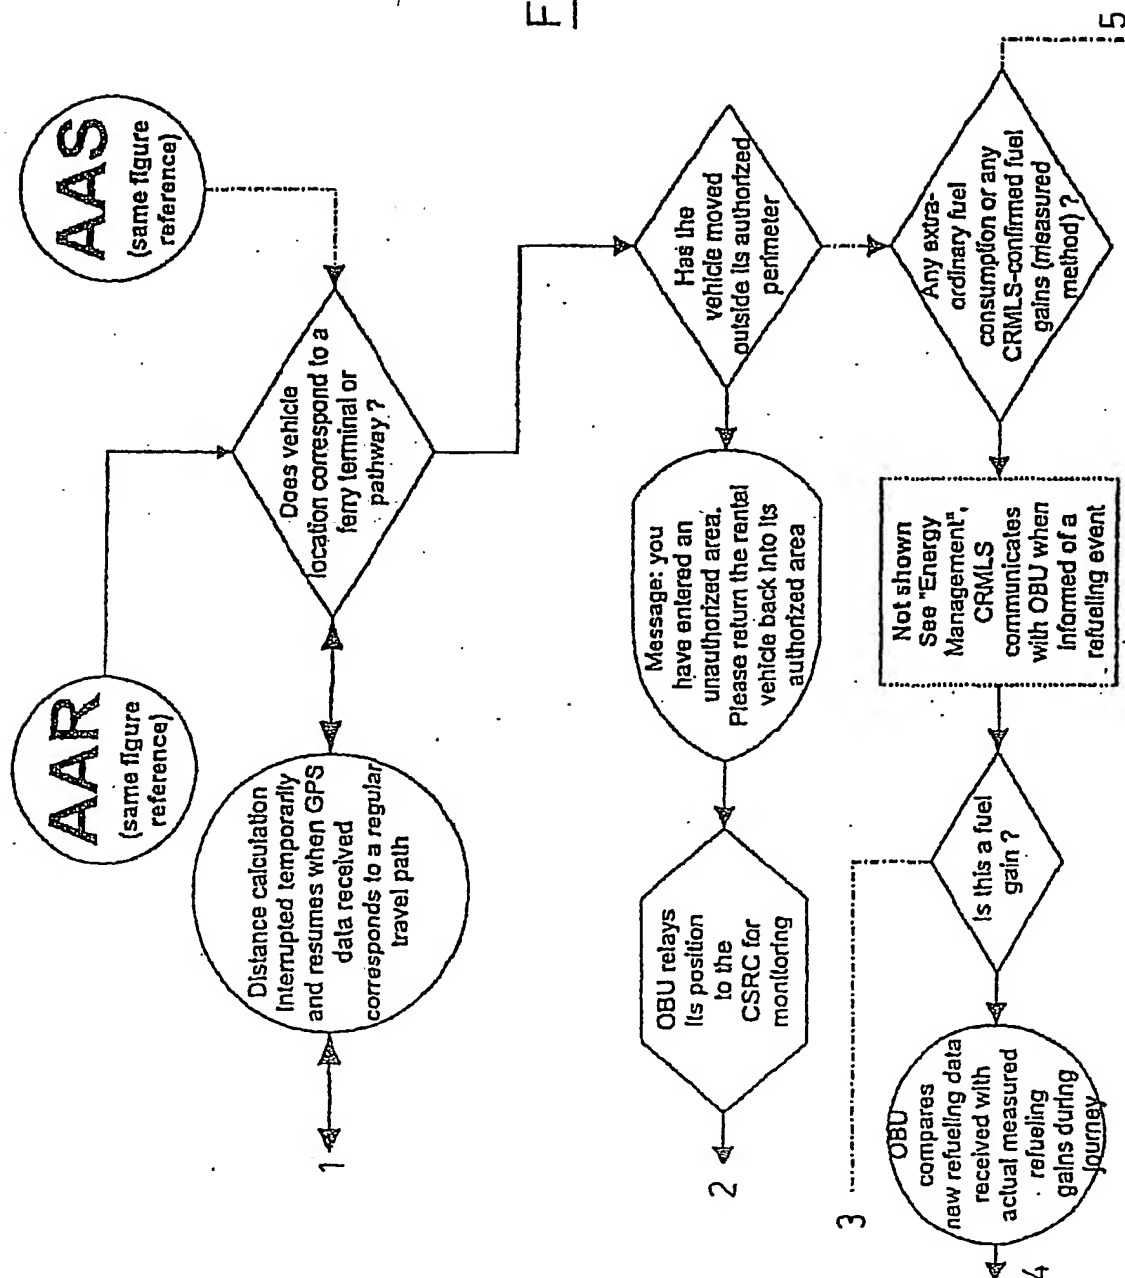 AAR
(same figure
reference)
AAS
(same figure
reference)
Distance calculation
interrupted temporarily
and resumes when GPS
data received
corresponds to a regular
travel path
Does vehicle
location correspond to a
ferry terminal or
pathway ?
1
F
OBU relays
its position
to the
CSRC for
monitoring
Message: you
have entered an
unauthorized area.
Please return the rental
vehicle back into its
authorized area
Has the
vehicle moved
outside its authorized
perimeter
2
3
OBU
compares
new refueling data
received with
actual measured
refueling
gains during
journey
Is this a fuel
gain ?
Not shown
See "Energy
Management",
CRMLS
communicates
with OBU when
informed of a
refueling event
Any extra-
ordinary fuel
consumption or any
CRMLS-confirmed fuel
gains (measured
method) ?
4
5